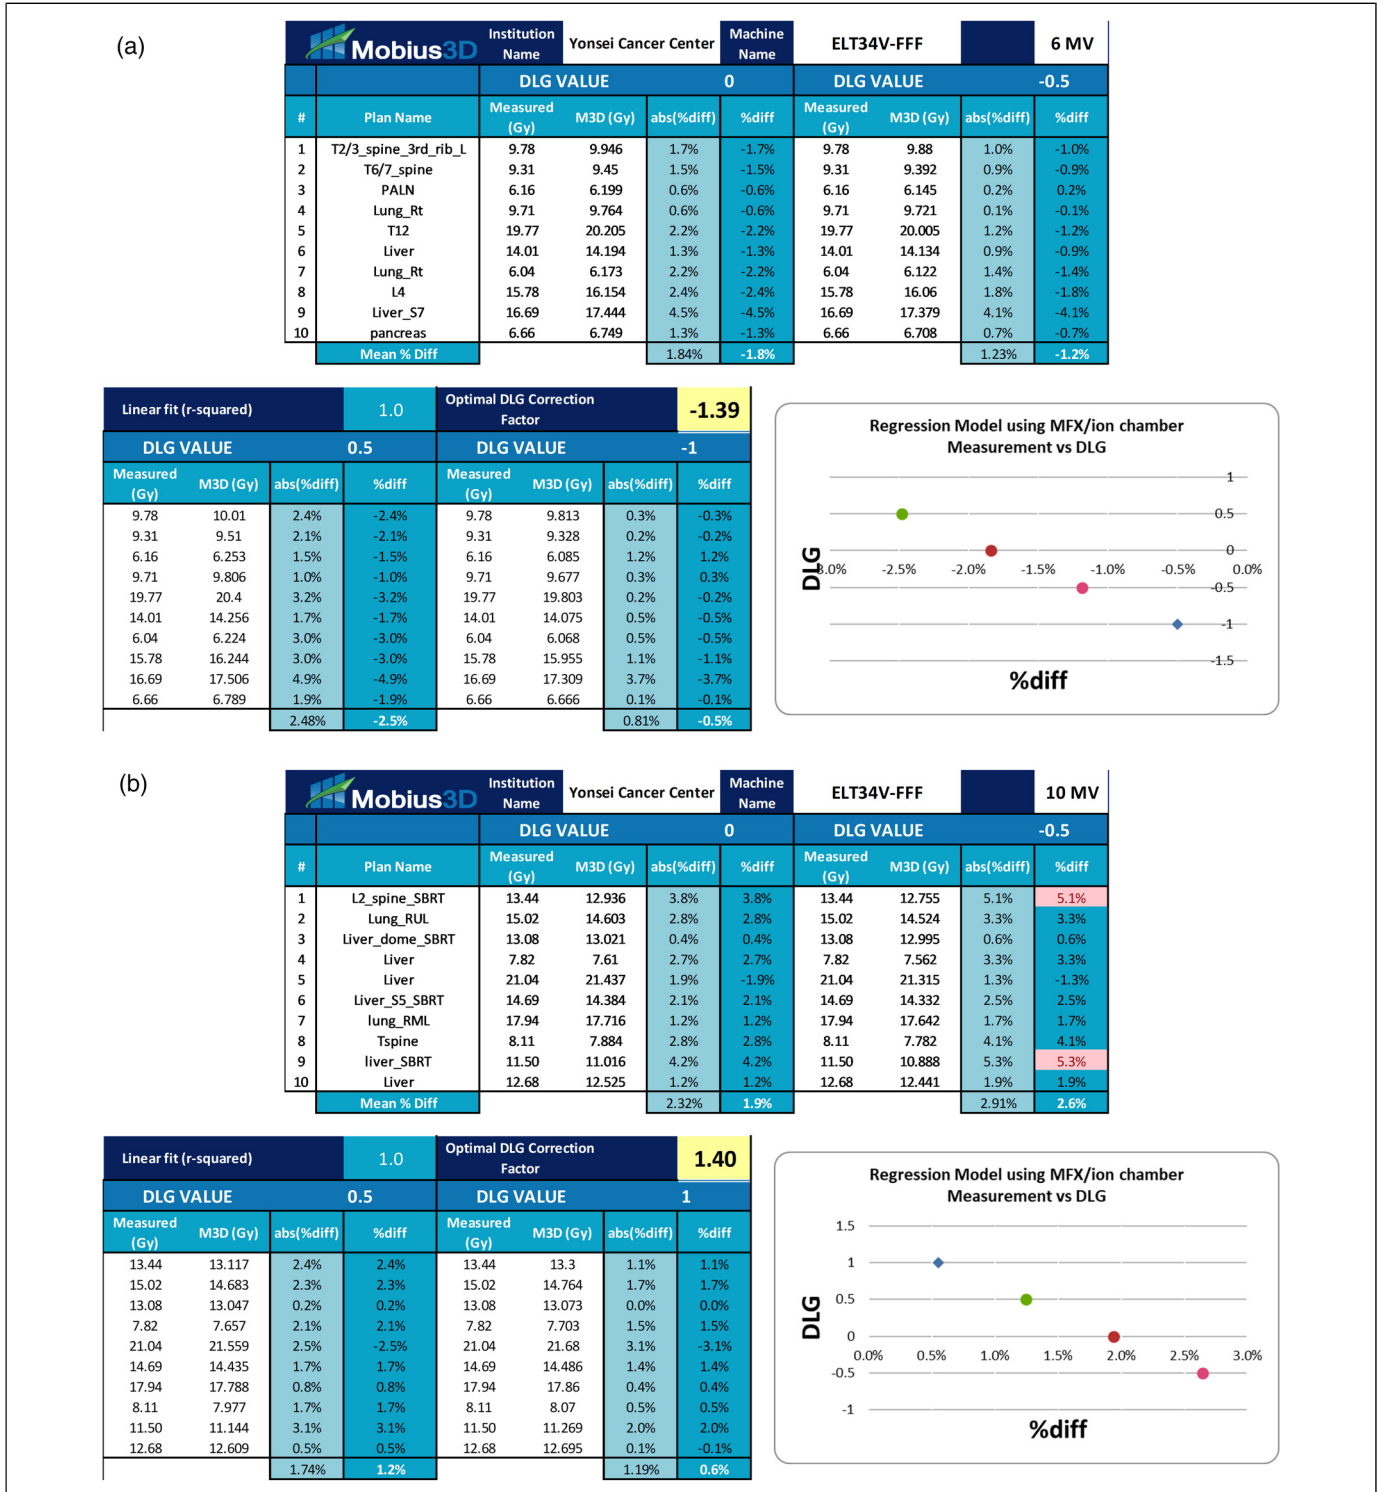 (a)
Mobius3D Institution Name Yonsei Cancer Center Machine Name ELT34V-FFF 6 MV
DLG VALUE 0 DLG VALUE -0.5
# Plan Name Measured (Gy) M3D (Gy) abs(%diff) %diff Measured (Gy) M3D (Gy) abs(%diff) %diff
1 T2/3_spine_3rd_rib_L 9.78 9.946 1.7% -1.7% 9.78 9.88 1.0% -1.0%
2 T6/7_spine 9.31 9.45 1.5% -1.5% 9.31 9.392 0.9% -0.9%
3 PALN 6.16 6.199 0.6% -0.6% 6.16 6.145 0.2% 0.2%
4 Lung_Rt 9.71 9.764 0.6% -0.6% 9.71 9.721 0.1% -0.1%
5 T12 19.77 20.205 2.2% -2.2% 19.77 20.005 1.2% -1.2%
6 Liver 14.01 14.194 1.3% -1.3% 14.01 14.134 0.9% -0.9%
7 Lung_Rt 6.04 6.173 2.2% -2.2% 6.04 6.122 1.4% -1.4%
8 L4 15.78 16.154 2.4% -2.4% 15.78 16.06 1.8% -1.8%
9 Liver_S7 16.69 17.444 4.5% -4.5% 16.69 17.379 4.1% -4.1%
10 pancreas 6.66 6.749 1.3% -1.3% 6.66 6.708 0.7% -0.7%
Mean % Diff 1.84% -1.8% 1.23% -1.2%
Linear fit (r-squared) 1.0 Optimal DLG Correction Factor -1.39
DLG VALUE 0.5 DLG VALUE -1
Measured (Gy) M3D (Gy) abs(%diff) %diff Measured (Gy) M3D (Gy) abs(%diff) %diff
9.78 10.01 2.4% -2.4% 9.78 9.813 0.3% -0.3%
9.31 9.51 2.1% -2.1% 9.31 9.328 0.2% -0.2%
6.16 6.253 1.5% -1.5% 6.16 6.085 1.2% 1.2%
9.71 9.806 1.0% -1.0% 9.71 9.677 0.3% 0.3%
19.77 20.4 3.2% -3.2% 19.77 19.803 0.2% -0.2%
14.01 14.256 1.7% -1.7% 14.01 14.075 0.5% -0.5%
6.04 6.224 3.0% -3.0% 6.04 6.068 0.5% -0.5%
15.78 16.244 3.0% -3.0% 15.78 15.955 1.1% -1.1%
16.69 17.506 4.9% -4.9% 16.69 17.309 3.7% -3.7%
6.66 6.789 1.9% -1.9% 6.66 6.666 0.1% -0.1%
2.48% -2.5% 0.81% -0.5%
Regression Model using MFX/ion chamber
Measurement vs DLG
1
0.5
0
-3.0% -2.5% -2.0% -1.5% -1.0% -0.5% 0.0%
-0.5
-1
-1.5
DLG
%diff
(b)
Mobius3D Institution Name Yonsei Cancer Center Machine Name ELT34V-FFF 10 MV
DLG VALUE 0 DLG VALUE -0.5
# Plan Name Measured (Gy) M3D (Gy) abs(%diff) %diff Measured (Gy) M3D (Gy) abs(%diff) %diff
1 L2_spine_SBRT 13.44 12.936 3.8% 3.8% 13.44 12.755 5.1% 5.1%
2 Lung_RUL 15.02 14.603 2.8% 2.8% 15.02 14.524 3.3% 3.3%
3 Liver_dome_SBRT 13.08 13.021 0.4% 0.4% 13.08 12.995 0.6% 0.6%
4 Liver 7.82 7.61 2.7% 2.7% 7.82 7.562 3.3% 3.3%
5 Liver 21.04 21.437 1.9% -1.9% 21.04 21.315 1.3% -1.3%
6 Liver_S5_SBRT 14.69 14.384 2.1% 2.1% 14.69 14.332 2.5% 2.5%
7 lung_RML 17.94 17.716 1.2% 1.2% 17.94 17.642 1.7% 1.7%
8 Tspine 8.11 7.884 2.8% 2.8% 8.11 7.782 4.1% 4.1%
9 liver_SBRT 11.50 11.016 4.2% 4.2% 11.50 10.888 5.3% 5.3%
10 Liver 12.68 12.525 1.2% 1.2% 12.68 12.441 1.9% 1.9%
Mean % Diff 2.32% 1.9% 2.91% 2.6%
Linear fit (r-squared) 1.0 Optimal DLG Correction Factor 1.40
DLG VALUE 0.5 DLG VALUE 1
Measured (Gy) M3D (Gy) abs(%diff) %diff Measured (Gy) M3D (Gy) abs(%diff) %diff
13.44 13.117 2.4% 2.4% 13.44 13.3 1.1% 1.1%
15.02 14.683 2.3% 2.3% 15.02 14.764 1.7% 1.7%
13.08 13.047 0.2% 0.2% 13.08 13.073 0.0% 0.0%
7.82 7.657 2.1% 2.1% 7.82 7.703 1.5% 1.5%
21.04 21.559 2.5% -2.5% 21.04 21.68 3.1% -3.1%
14.69 14.435 1.7% 1.7% 14.69 14.486 1.4% 1.4%
17.94 17.788 0.8% 0.8% 17.94 17.86 0.4% 0.4%
8.11 7.977 1.7% 1.7% 8.11 8.07 0.5% 0.5%
11.50 11.144 3.1% 3.1% 11.50 11.269 2.0% 2.0%
12.68 12.609 0.5% 0.5% 12.68 12.695 0.1% -0.1%
1.74% 1.2% 1.19% 0.6%
Regression Model using MFX/ion chamber
Measurement vs DLG
1.5
1
0.5
0
0.0% 0.5% 1.0% 1.5% 2.0% 2.5% 3.0%
-0.5
-1
DLG
%diff